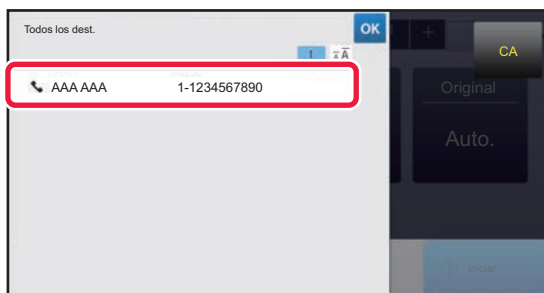 Todos los dest.
OK
CA
1
AAA AAA 1-1234567890
Original
Auto.
Iniciar